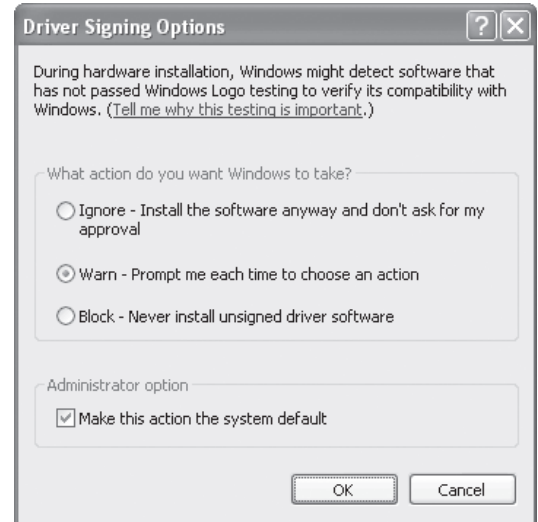 Driver Signing Options
During hardware installation, Windows might detect software that
has not passed Windows Logo testing to verify its compatibility with
Windows. (Tell me why this testing is important.)
What action do you want Windows to take?
Ignore - Install the software anyway and don't ask for my
approval
Warn - Prompt me each time to choose an action
Block - Never install unsigned driver software
Administrator option
Make this action the system default
OK Cancel